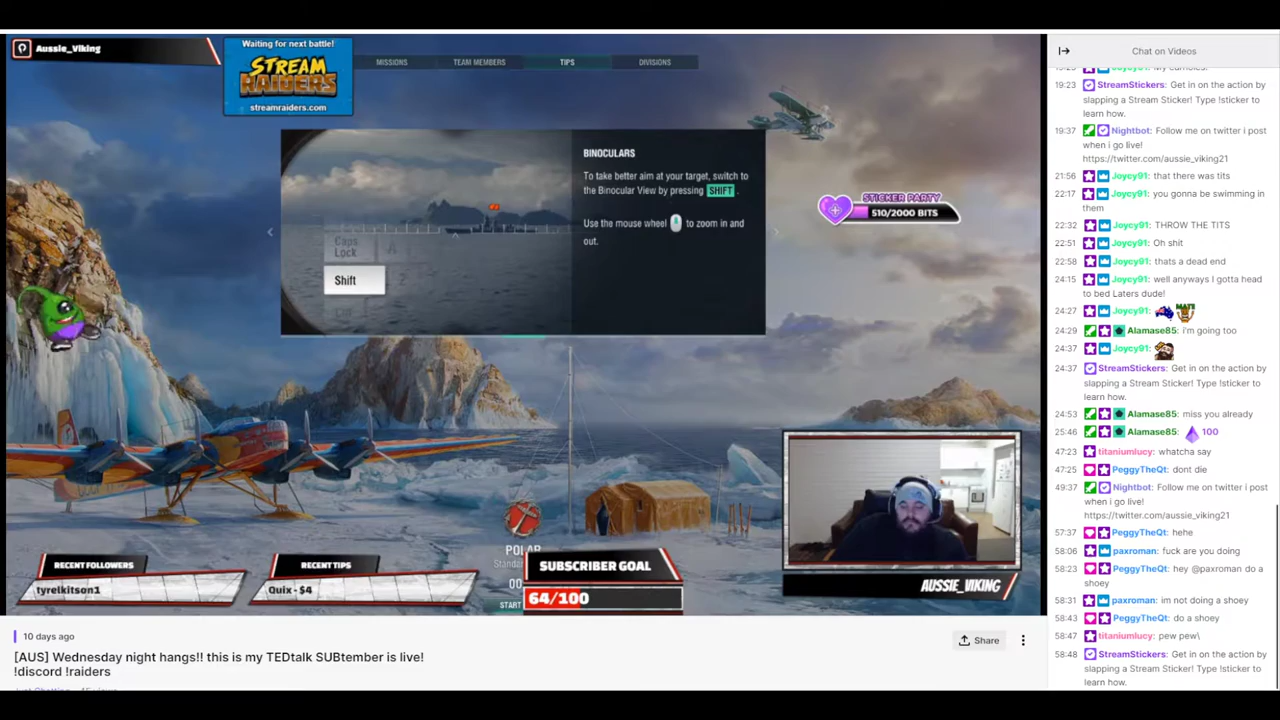 Aussie_Viking
Waiting for next battle!
STREAM
RAIDERS
streamraiders.com
MISSIONS
TEAM MEMBERS
TIPS
DIVISIONS
BINOCULARS
To take better aim at your target, switch to
the Binocular View by pressing SHIFT .
Use the mouse wheel to zoom in and
out.
Caps
Lock
A
Shift
STICKER PARTY
510/2000 BITS
POLAR
START
RECENT FOLLOWERS
tyrelkitson1
RECENT TIPS
Quix - $4
SUBSCRIBER GOAL
64/100
AUSSIE_VIKING
10 days ago
Share
[AUS] Wednesday night hangs!! this is my TEDtalk SUBtember is live!
!discord !raiders
Chat on Videos
19:23 StreamStickers: Get in on the action by
slapping a Stream Sticker! Type !sticker to
learn how.
19:37 Nightbot: Follow me on twitter i post
when i go live!
https://twitter.com/aussie_viking21
21:56 Joycy91: that there was tits
22:17 Joycy91: you gonna be swimming in
them
22:32 Joycy91: THROW THE TITS
22:51 Joycy91: Oh shit
22:58 Joycy91: thats a dead end
24:15 Joycy91: well anyways I gotta head
to bed Laters dude!
24:27 Joycy91: MATE
24:29 Alamase85: i'm going too
24:37 Joycy91:
24:37 StreamStickers: Get in on the action by
slapping a Stream Sticker! Type !sticker to
learn how.
24:53 Alamase85: miss you already
25:46 Alamase85: 100
47:23 titaniumlucy: whatcha say
47:25 PeggyTheQt: dont die
49:37 Nightbot: Follow me on twitter i post
when i go live!
https://twitter.com/aussie_viking21
57:37 PeggyTheQt: hehe
58:06 paxroman: fuck are you doing
58:23 PeggyTheQt: hey @paxroman do a
shoey
58:31 paxroman: im not doing a shoey
58:43 PeggyTheQt: do a shoey
58:47 titaniumlucy: pew pew\
58:48 StreamStickers: Get in on the action by
slapping a Stream Sticker! Type !sticker to
learn how.